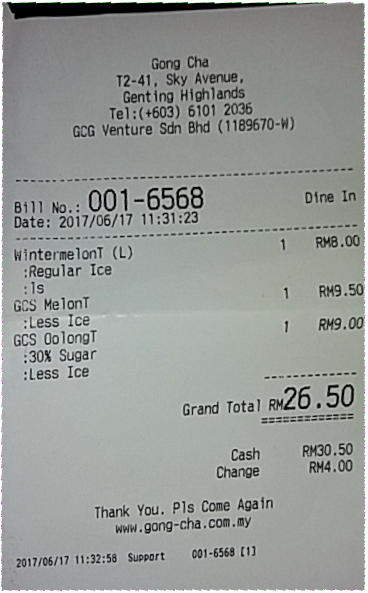 Gong Cha
T2-41, Sky Avenue,
Genting Highlands
Tel:(+603) 6101 2036
GCG Venture Sdn Bhd (1189670-W)
Bill No.: 001-6568 Dine In
Date: 2017/06/17 11:31:23
WintermelonT (L) 1 RM8.00
:Regular Ice
:ls
GCS MelonT 1 RM9.50
:Less Ice
GCS OolongT 1 RM9.00
:30% Sugar
:Less Ice
Grand Total RM26.50
Cash RM30.50
Change RM4.00
Thank You. Pls Come Again
www.gong-cha.com.my
2017/06/17 11:32:58 Support 001-6568 [1]